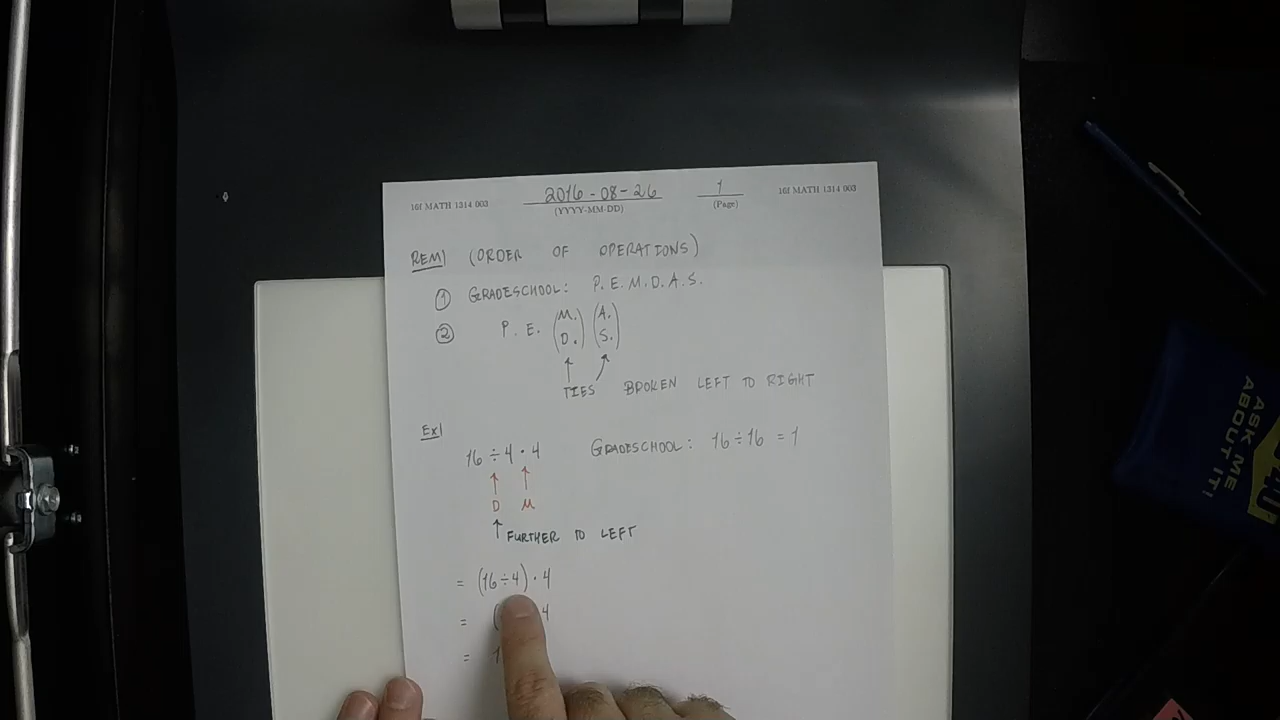 16I MATH 1314 003 2016-08-26 1 16I MATH 1314 003
(YYYY-MM-DD) (Page)
REM) (ORDER OF OPERATIONS)
① GRADESCHOOL: P. E. M. D. A. S.
② P. E. (M. D.) (A. S.)
TIES BROKEN LEFT TO RIGHT
Ex)
16 ÷ 4 · 4 GRADESCHOOL: 16 ÷ 16 = 1
D M
FURTHER TO LEFT
= (16 ÷ 4) · 4
= ( 4
= 1
ASK ME
ABOUT IT!